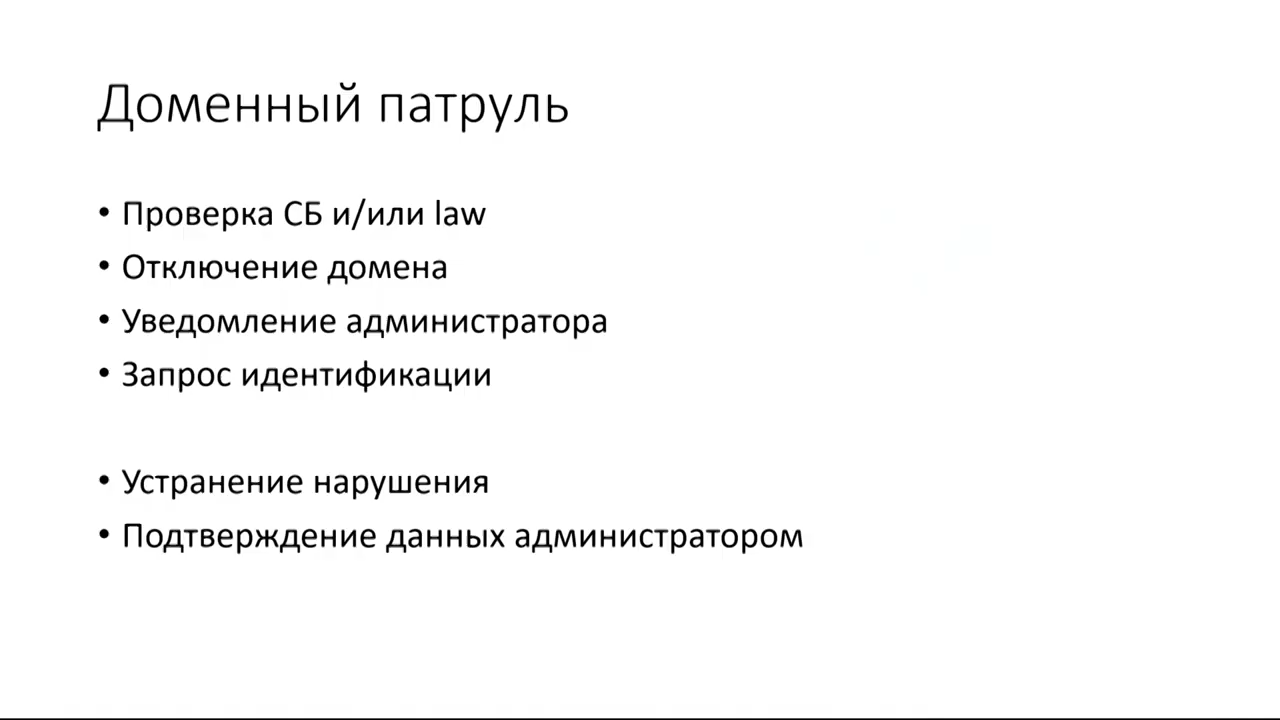 Доменный патруль
• Проверка СБ и/или law
• Отключение домена
• Уведомление администратора
• Запрос идентификации
• Устранение нарушения
• Подтверждение данных администратором